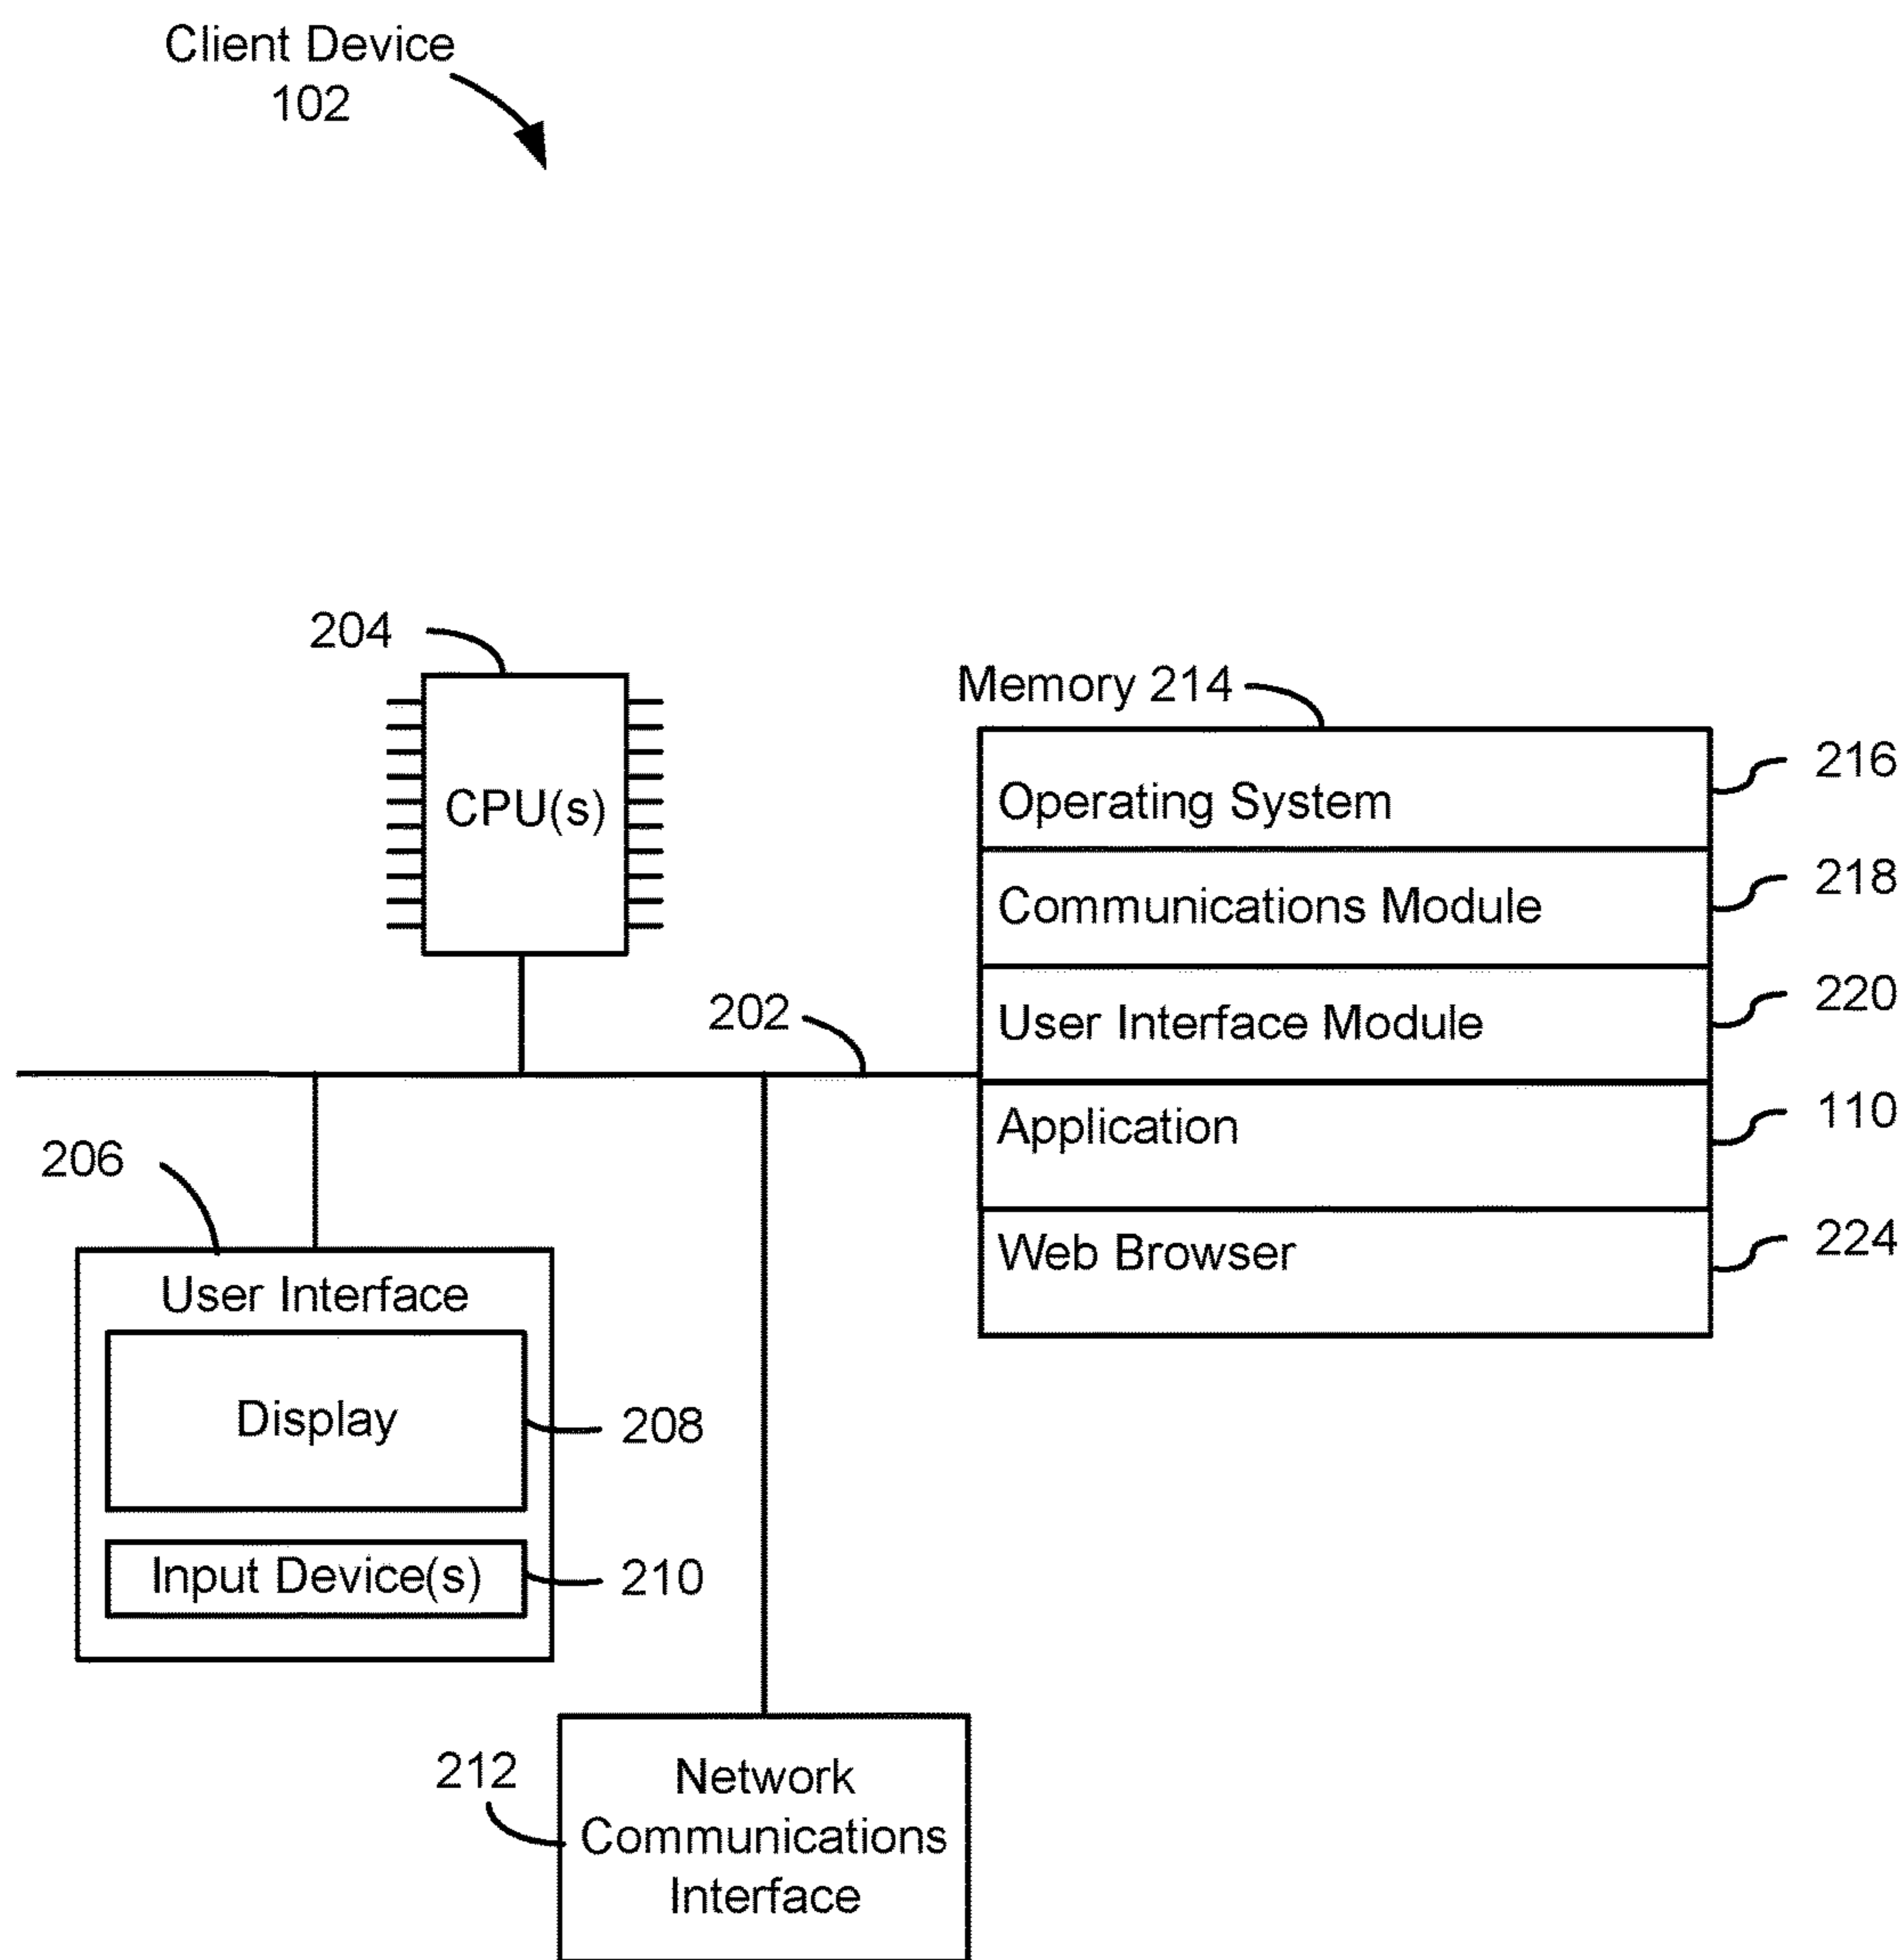 Client Device
102
204
CPU(s)
Memory 214
Operating System
216
Communications Module
218
User Interface Module
220
Application
110
Web Browser
224
202
206
User Interface
Display
208
Input Device(s)
210
212
Network
Communications
Interface